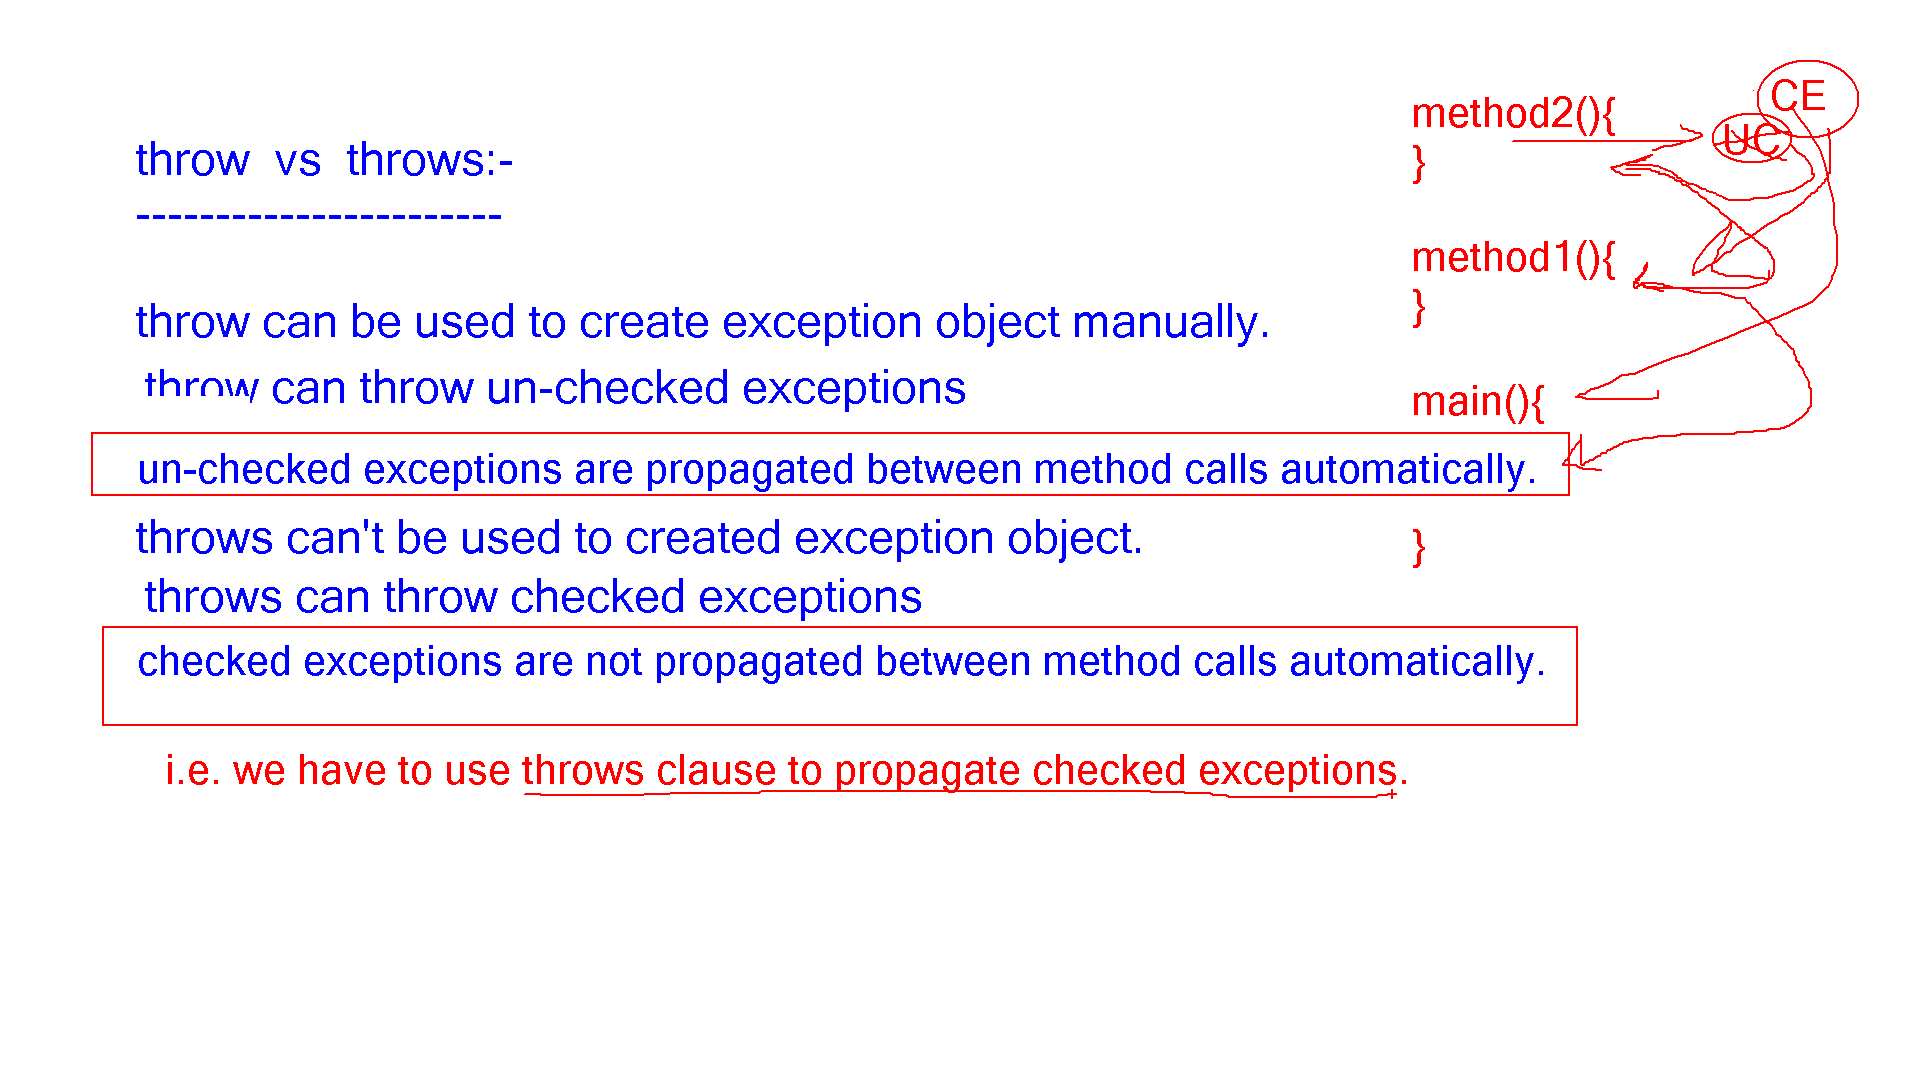 throw vs throws:-
-----------------------
throw can be used to create exception object manually.
throw can throw un-checked exceptions
un-checked exceptions are propagated between method calls automatically.
throws can't be used to created exception object.
throws can throw checked exceptions
checked exceptions are not propagated between method calls automatically.
i.e. we have to use throws clause to propagate checked exceptions.
CE
UC
method2(){
}
method1(){
}
main(){
}